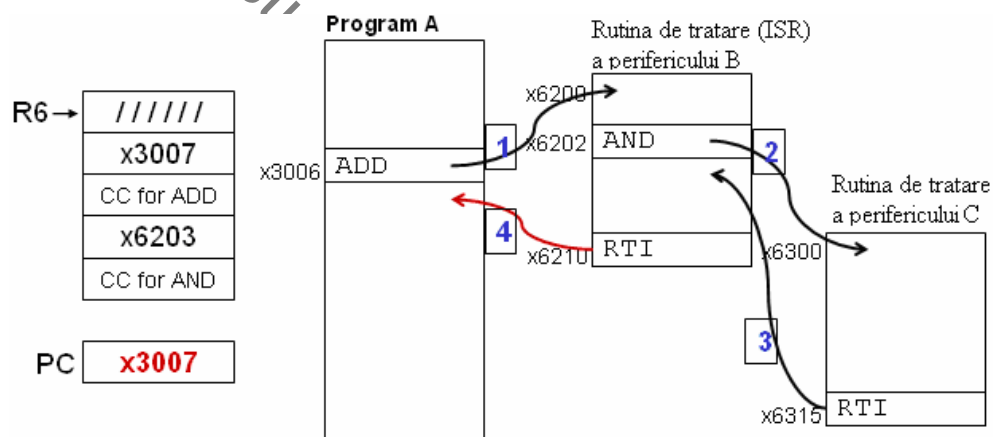 Program A
Rutina de tratare (ISR)
a perifericului B
R6
//////
x3007
CC for ADD
x6203
CC for AND
PC
x3007
x3006
ADD
1
4
x6200
x6202
AND
2
x6210
RTI
3
Rutina de tratare
a perifericului C
x6300
x6315
RTI